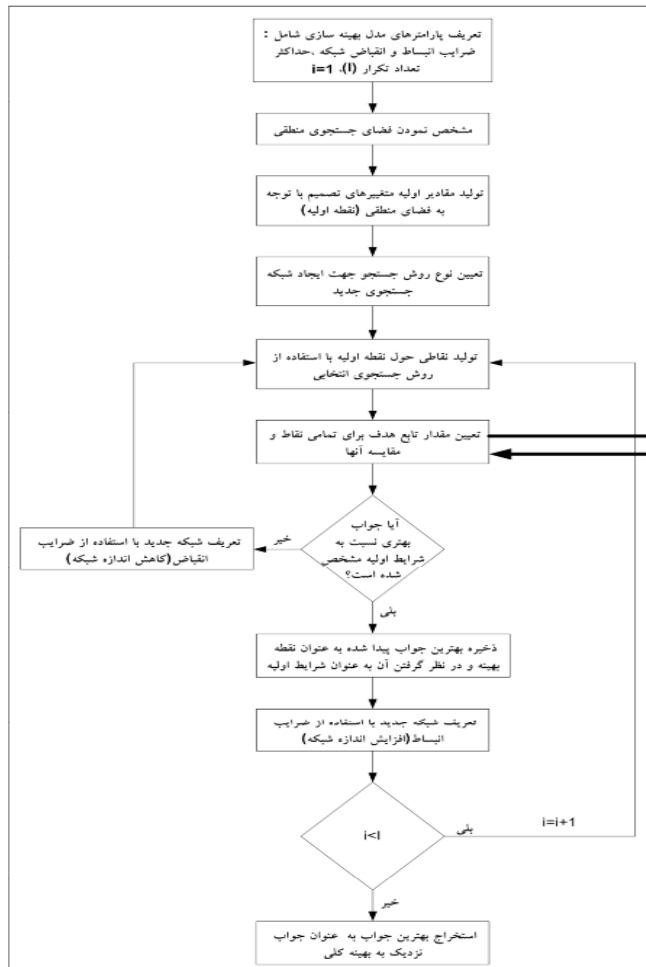 تعریف پارامترهای مدل بهینه سازی شامل :
ضرایب انبساط و انقباض شبکه ،حداکثر
تعداد تکرار (I)، i=1
مشخص نمودن فضای جستجوی منطقی
تولید مقادیر اولیه متغییرهای تصمیم با توجه
به فضای منطقی (نقطه اولیه)
تعیین نوع روش جستجو جهت ایجاد شبکه
جستجوی جدید
تولید نقاطی حول نقطه اولیه با استفاده از
روش جستجوی انتخابی
تعیین مقدار تابع هدف برای تمامی نقاط و
مقایسه آنها
آیا جواب
بهتری نسبت به
شرایط اولیه مشخص
شده است؟
خیر
تعریف شبکه جدید با استفاده از ضرایب
انقباض(کاهش اندازه شبکه)
بلی
ذخیره بهترین جواب پیدا شده به عنوان نقطه
بهینه و در نظر گرفتن آن به عنوان شرایط اولیه
تعریف شبکه جدید با استفاده از ضرایب
انبساط(افزایش اندازه شبکه)
i<I
بلی
i=i+1
خیر
استخراج بهترین جواب به عنوان جواب
نزدیک به بهینه کلی